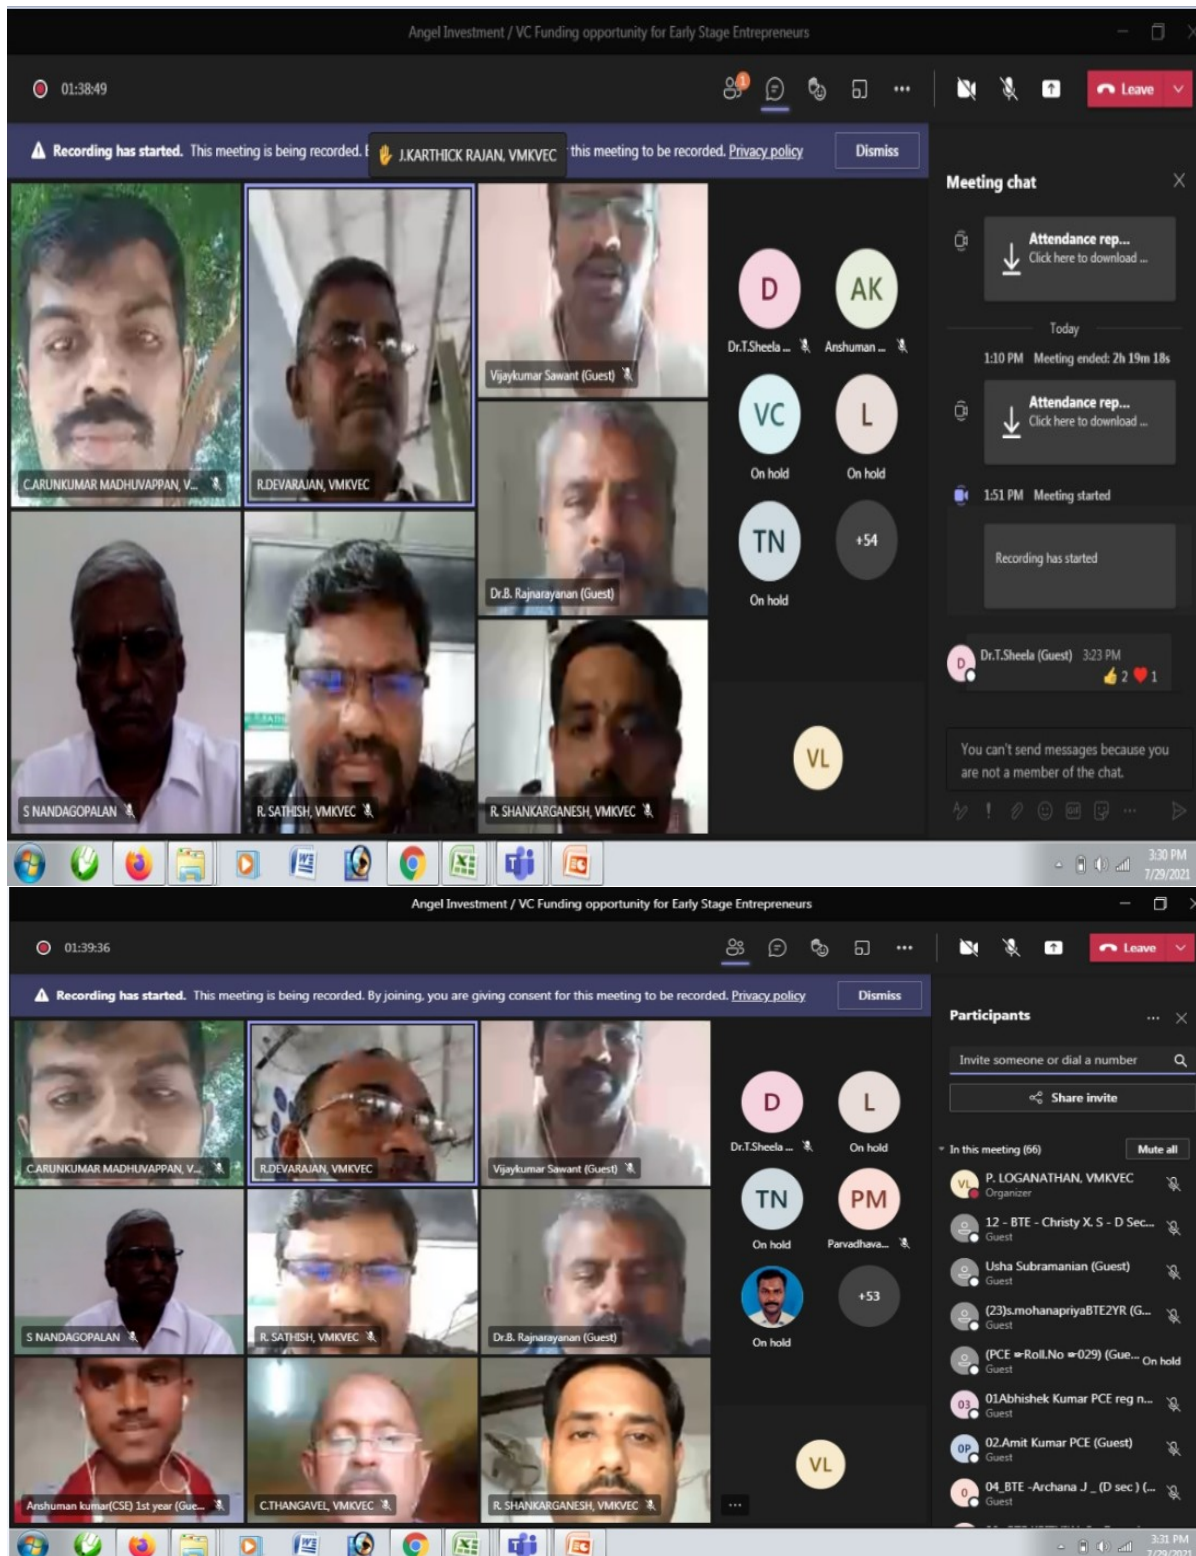 Angel Investment / VC Funding opportunity for Early Stage Entrepreneurs
01:38:49
1
Leave
Recording has started. This meeting is being recorded.
J.KARTHICK RAJAN, VMKVEC
this meeting to be recorded. Privacy policy
Dismiss
C.ARUNKUMAR MADHUVAPPAN, V...
R.DEVARAJAN, VMKVEC
Vijaykumar Sawant (Guest)
Dr.B. Rajnarayanan (Guest)
S NANDAGOPALAN
R. SATHISH, VMKVEC
R. SHANKARGANESH, VMKVEC
D
Dr.T.Sheela ...
AK
Anshuman ...
VC
On hold
L
On hold
TN
On hold
+54
VL
Meeting chat
Attendance rep...
Click here to download ...
Today
1:10 PM Meeting ended: 2h 19m 18s
Attendance rep...
Click here to download ...
1:51 PM Meeting started
Recording has started
D
Dr.T.Sheela (Guest) 3:23 PM
👍 2 ❤️ 1
You can't send messages because you
are not a member of the chat.
GIF
3:30 PM
7/29/2021
Angel Investment / VC Funding opportunity for Early Stage Entrepreneurs
01:39:36
Leave
Recording has started. This meeting is being recorded. By joining, you are giving consent for this meeting to be recorded. Privacy policy
Dismiss
C.ARUNKUMAR MADHUVAPPAN, V...
R.DEVARAJAN, VMKVEC
Vijaykumar Sawant (Guest)
S NANDAGOPALAN
R. SATHISH, VMKVEC
Dr.B. Rajnarayanan (Guest)
Anshuman kumar(CSE) 1st year (Gue...
C.THANGAVEL, VMKVEC
R. SHANKARGANESH, VMKVEC
D
Dr.T.Sheela ...
L
On hold
TN
On hold
PM
Parvadhava...
On hold
+53
VL
Participants
Invite someone or dial a number
Share invite
In this meeting (66)
Mute all
VL
P. LOGANATHAN, VMKVEC
Organizer
12 - BTE - Christy X. S - D Sec...
Guest
Usha Subramanian (Guest)
Guest
(23)s.mohanapriyaBTE2YR (G...
Guest
(PCE ☛Roll.No ☛029) (Gue... On hold
Guest
03
01Abhishek Kumar PCE reg n...
Guest
0P
02.Amit Kumar PCE (Guest)
Guest
0
04_BTE -Archana J _ (D sec ) (...
Guest
3:31 PM
7/29/2021